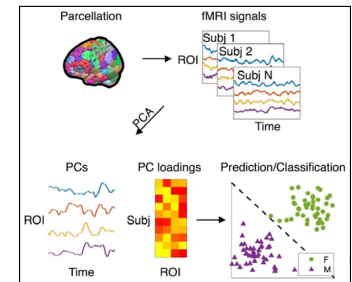 Parcellation
fMRI signals
Subj 1
ROI
Subj 2
Subj N
Time
PCA
PCs
PC loadings
Prediction/Classification
ROI
Subj
F
M
Time
ROI